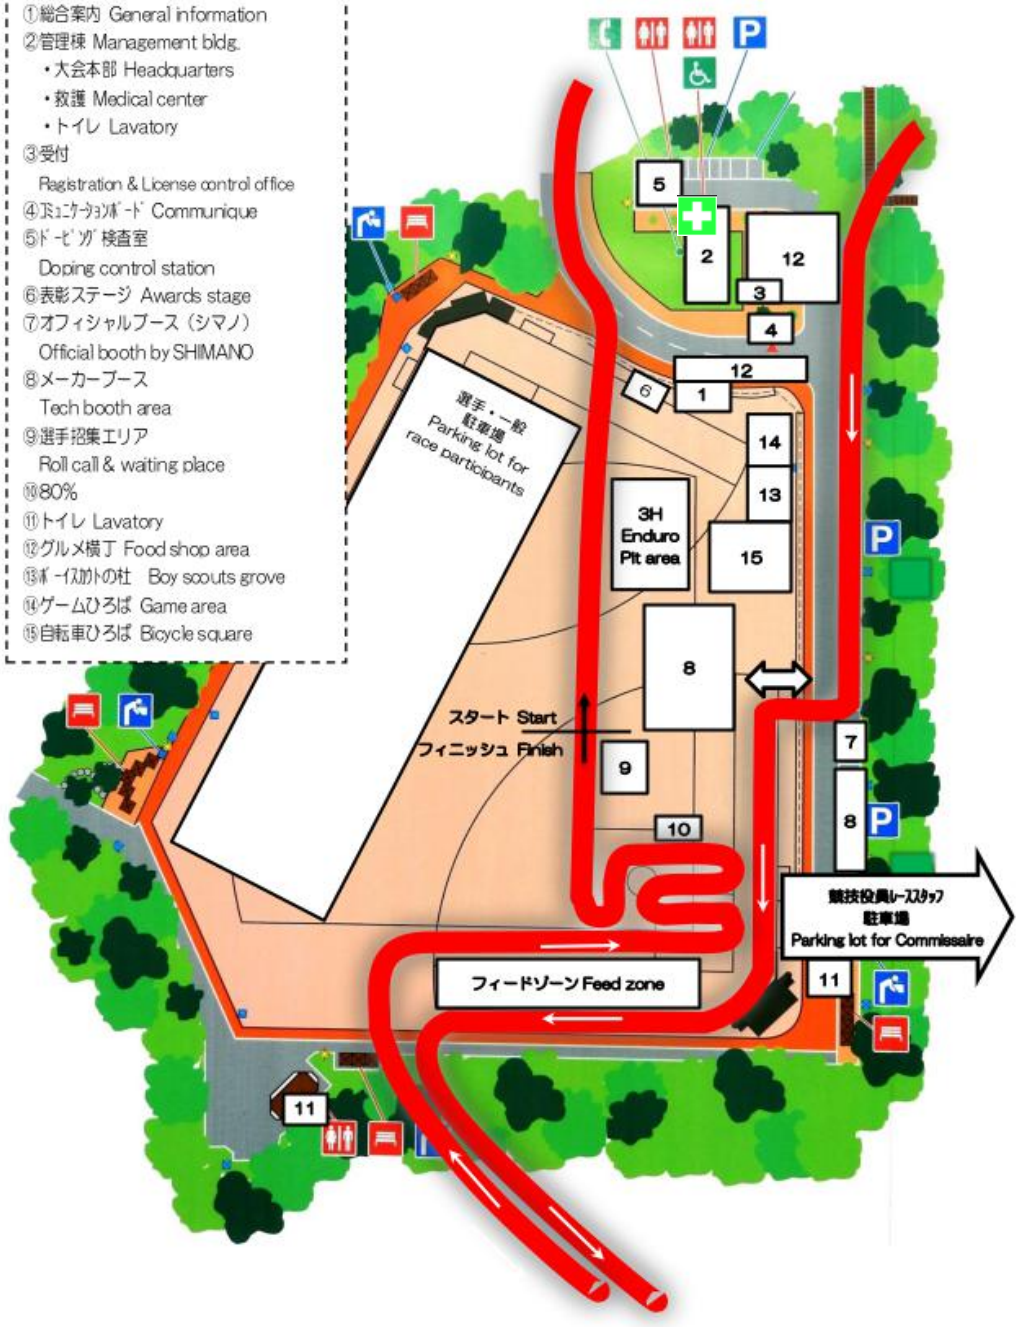 ①総合案内 General information
②管理棟 Management bldg.
・大会本部 Headquarters
・救護 Medical center
・トイレ Lavatory
③受付
Ragistration & License control office
④ｺﾐｭﾆｹｰｼｮﾝﾎﾞｰﾄﾞ Communique
⑤ﾄﾞｰﾋﾟﾝｸﾞ検査室
Doping control station
⑥表彰ステージ Awards stage
⑦オフィシャルブース（シマノ）
Official booth by SHIMANO
⑧メーカーブース
Tech booth area
⑨選手招集エリア
Roll call & waiting place
⑩80%
⑪トイレ Lavatory
⑫グルメ横丁 Food shop area
⑬ﾎﾞｰｲｽｶｳﾄの杜 Boy scouts grove
⑭ゲームひろば Game area
⑮自転車ひろば Bicycle square
P
5
2
12
3
4
12
6
1
選手・一般
駐車場
Parking lot for
race participants
14
13
3H
Enduro
Pit area
15
P
8
スタート Start
フィニッシュ Finish
7
9
10
8
P
競技役員ﾚｰｽｽﾀｯﾌ
駐車場
Parking lot for Commissaire
フィードゾーン Feed zone
11
11